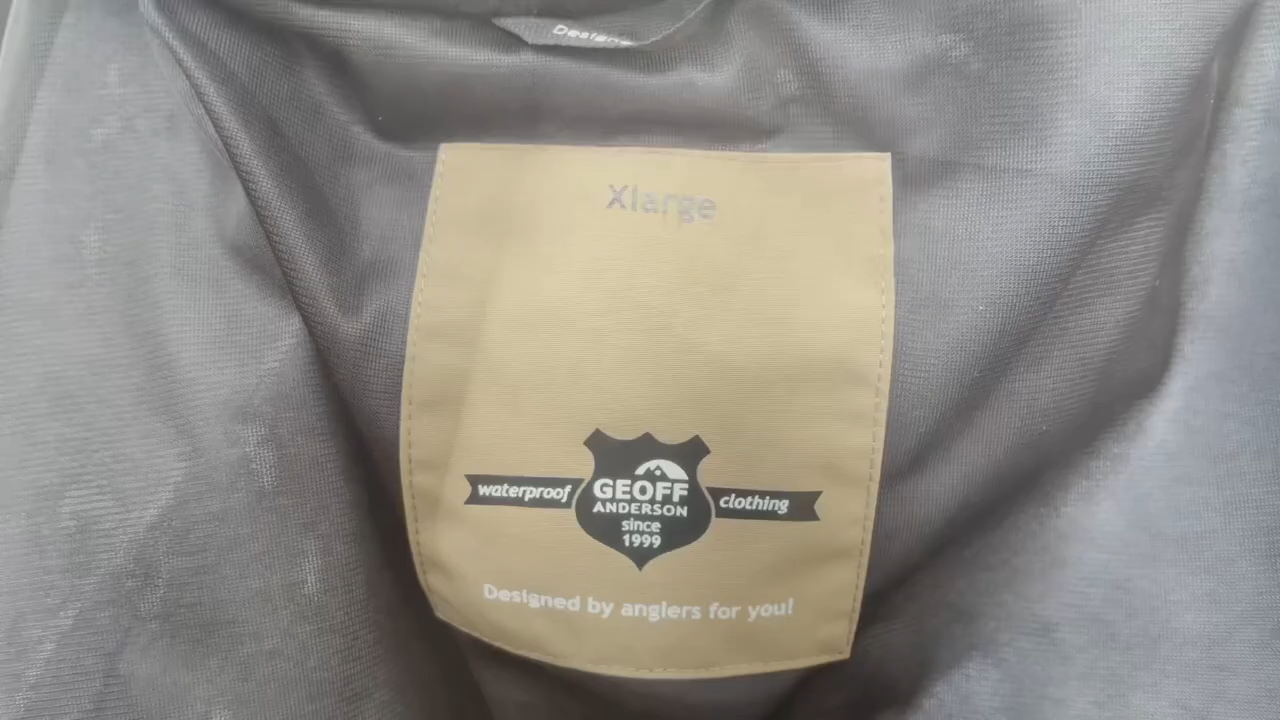 Xlarge
waterproof
GEOFF
ANDERSON
since
1999
clothing
Designed by anglers for you!